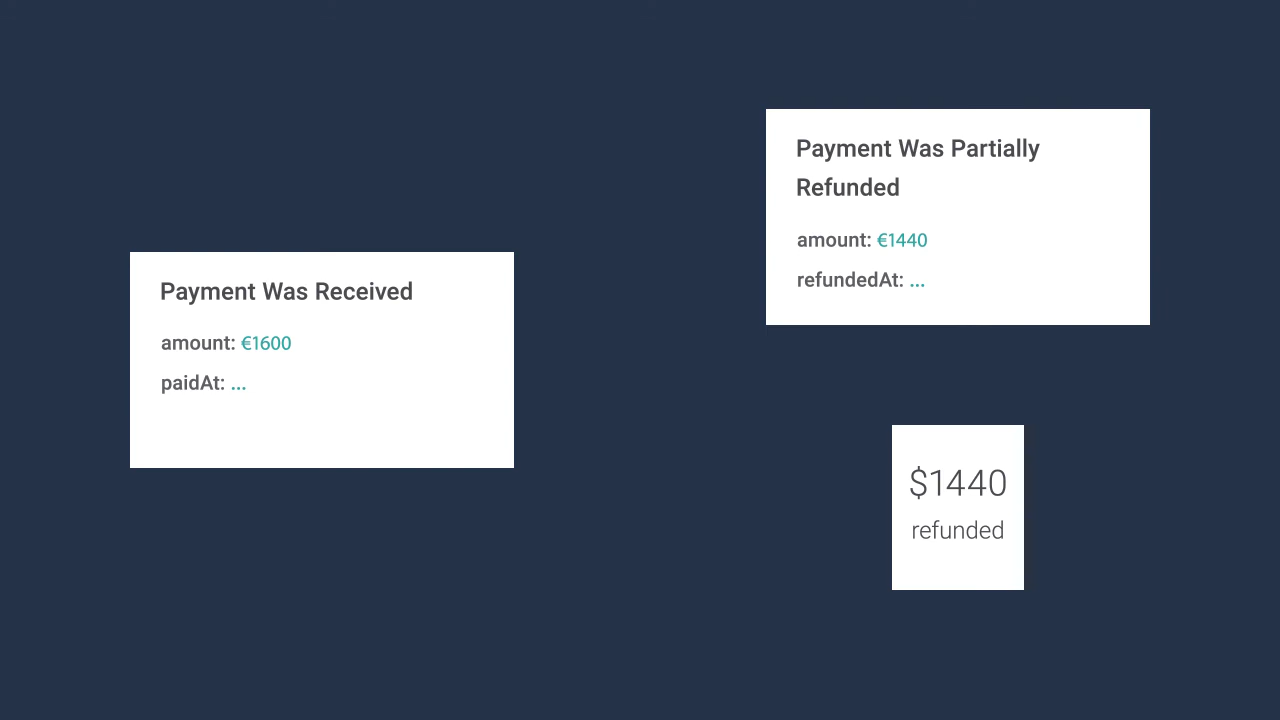 Payment Was Received
amount: €1600
paidAt: ...
Payment Was Partially
Refunded
amount: €1440
refundedAt: ...
$1440
refunded